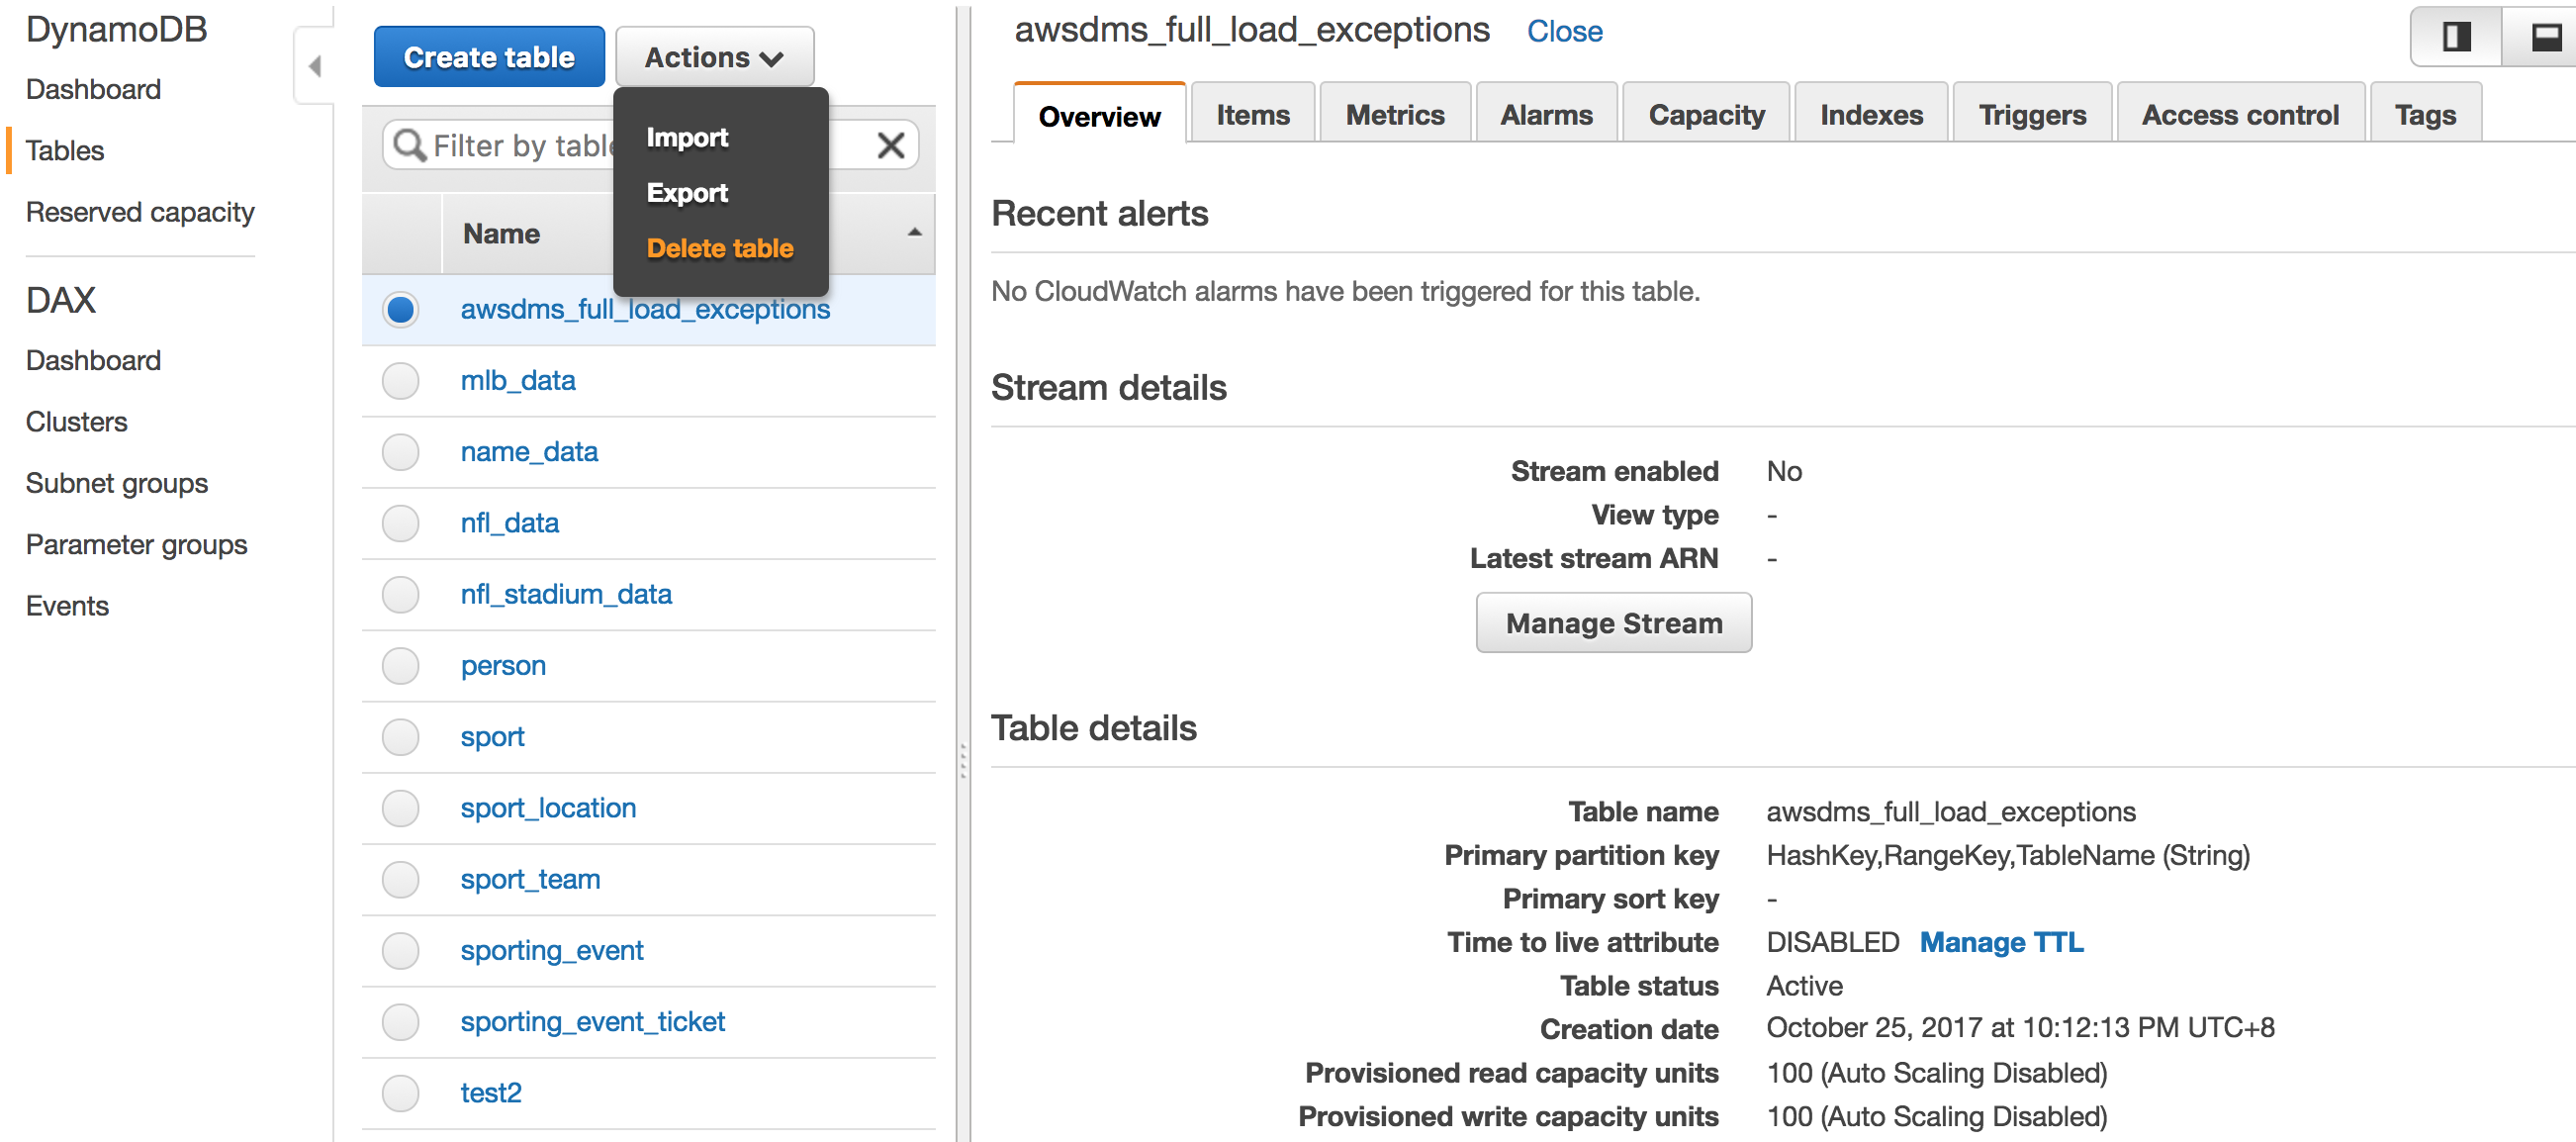 DynamoDB
Dashboard
Tables
Reserved capacity
DAX
Dashboard
Clusters
Subnet groups
Parameter groups
Events
Create table
Actions
Import
Export
Delete table
Filter by table
Name
awsdms_full_load_exceptions
mlb_data
name_data
nfl_data
nfl_stadium_data
person
sport
sport_location
sport_team
sporting_event
sporting_event_ticket
test2
awsdms_full_load_exceptions Close
Overview Items Metrics Alarms Capacity Indexes Triggers Access control Tags
Recent alerts
No CloudWatch alarms have been triggered for this table.
Stream details
Stream enabled No
View type -
Latest stream ARN -
Manage Stream
Table details
Table name awsdms_full_load_exceptions
Primary partition key HashKey,RangeKey,TableName (String)
Primary sort key -
Time to live attribute DISABLED Manage TTL
Table status Active
Creation date October 25, 2017 at 10:12:13 PM UTC+8
Provisioned read capacity units 100 (Auto Scaling Disabled)
Provisioned write capacity units 100 (Auto Scaling Disabled)